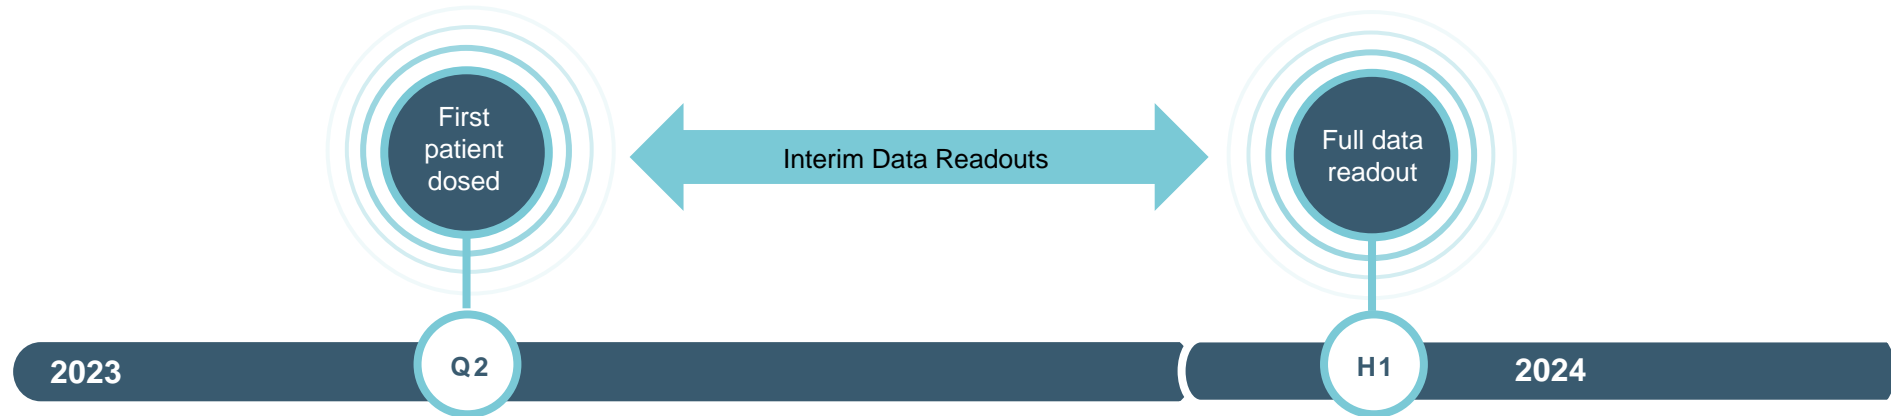 First
patient
dosed
Interim Data Readouts
Full data
readout
2023
Q2
H1
2024